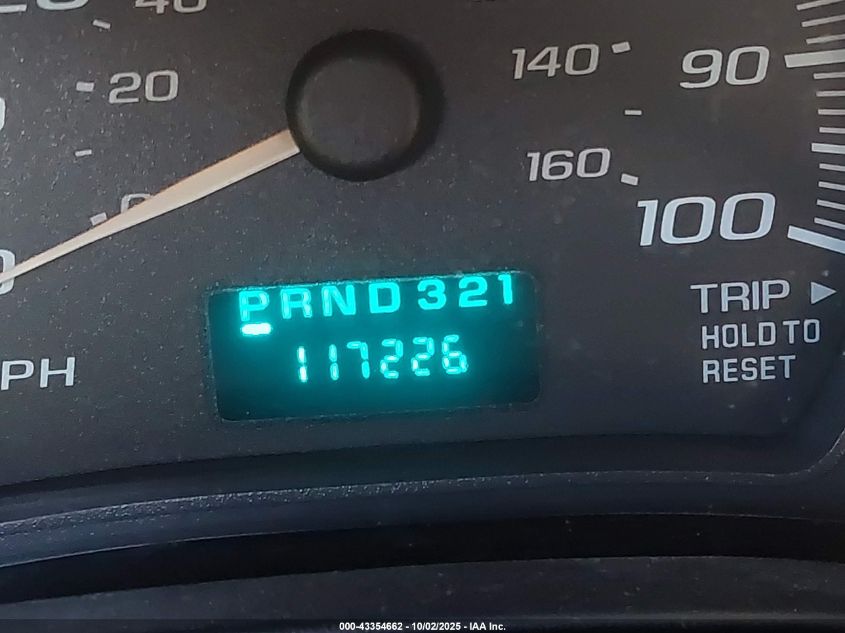 40
20
0
140
160
90
100
PRND321
117226
PH
TRIP ▶
HOLD TO
RESET
000-43354662 - 10/02/2025 - IAA Inc.